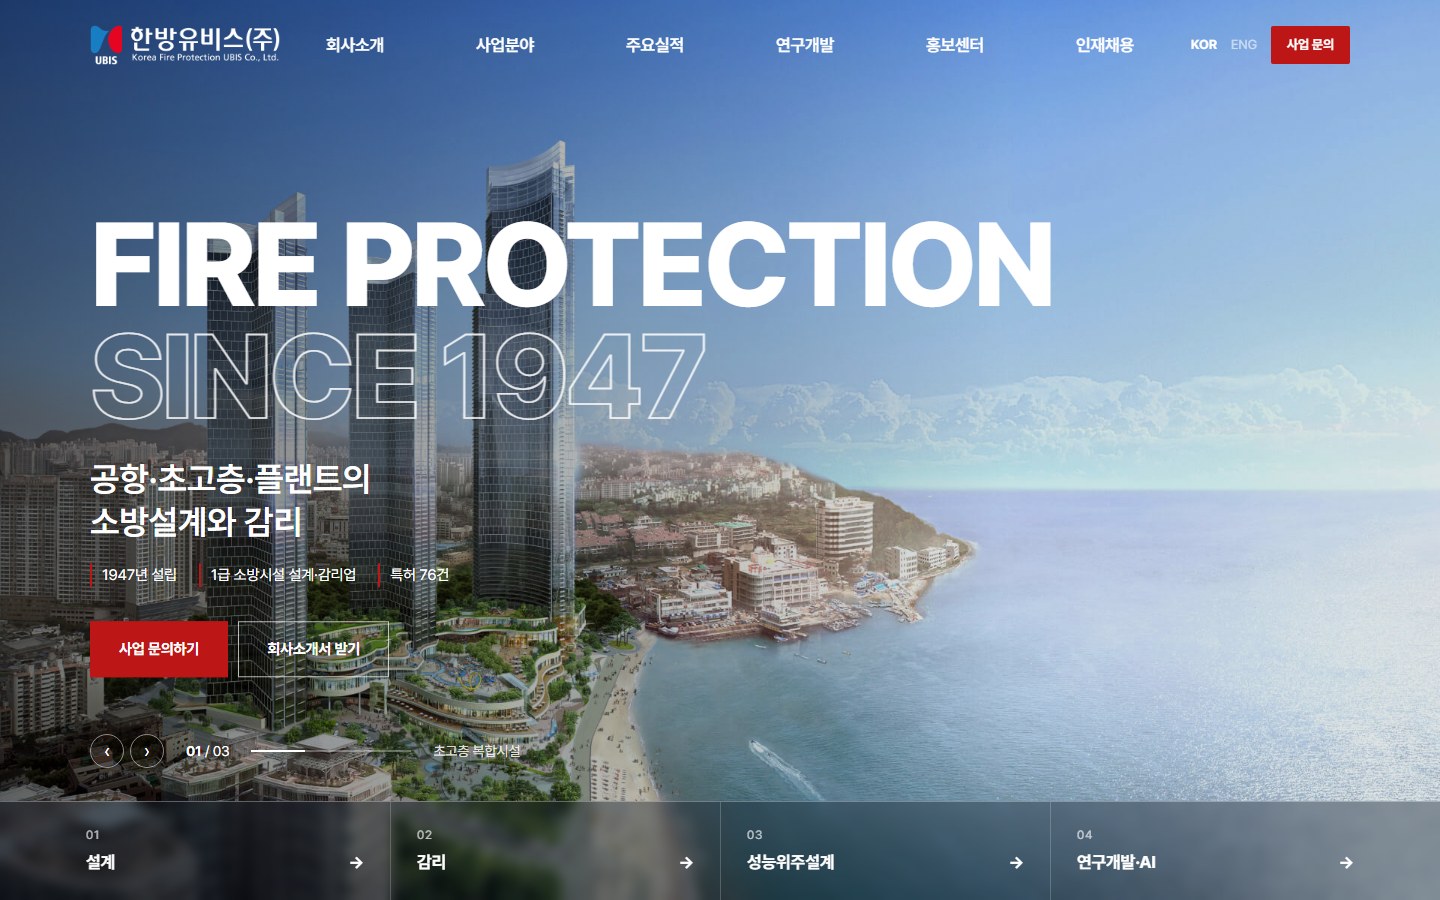 한방유비스(주)
UBIS
Korea Fire Protection UBIS Co., Ltd.
회사소개
사업분야
주요실적
연구개발
홍보센터
인재채용
KOR
ENG
사업 문의
FIRE PROTECTION
SINCE 1947
공항·초고층·플랜트의
소방설계와 감리
1947년 설립
1급 소방시설 설계·감리업
특허 76건
사업 문의하기
회사소개서 받기
01 / 03
초고층 복합시설
01
설계
02
감리
03
성능위주설계
04
연구개발·AI